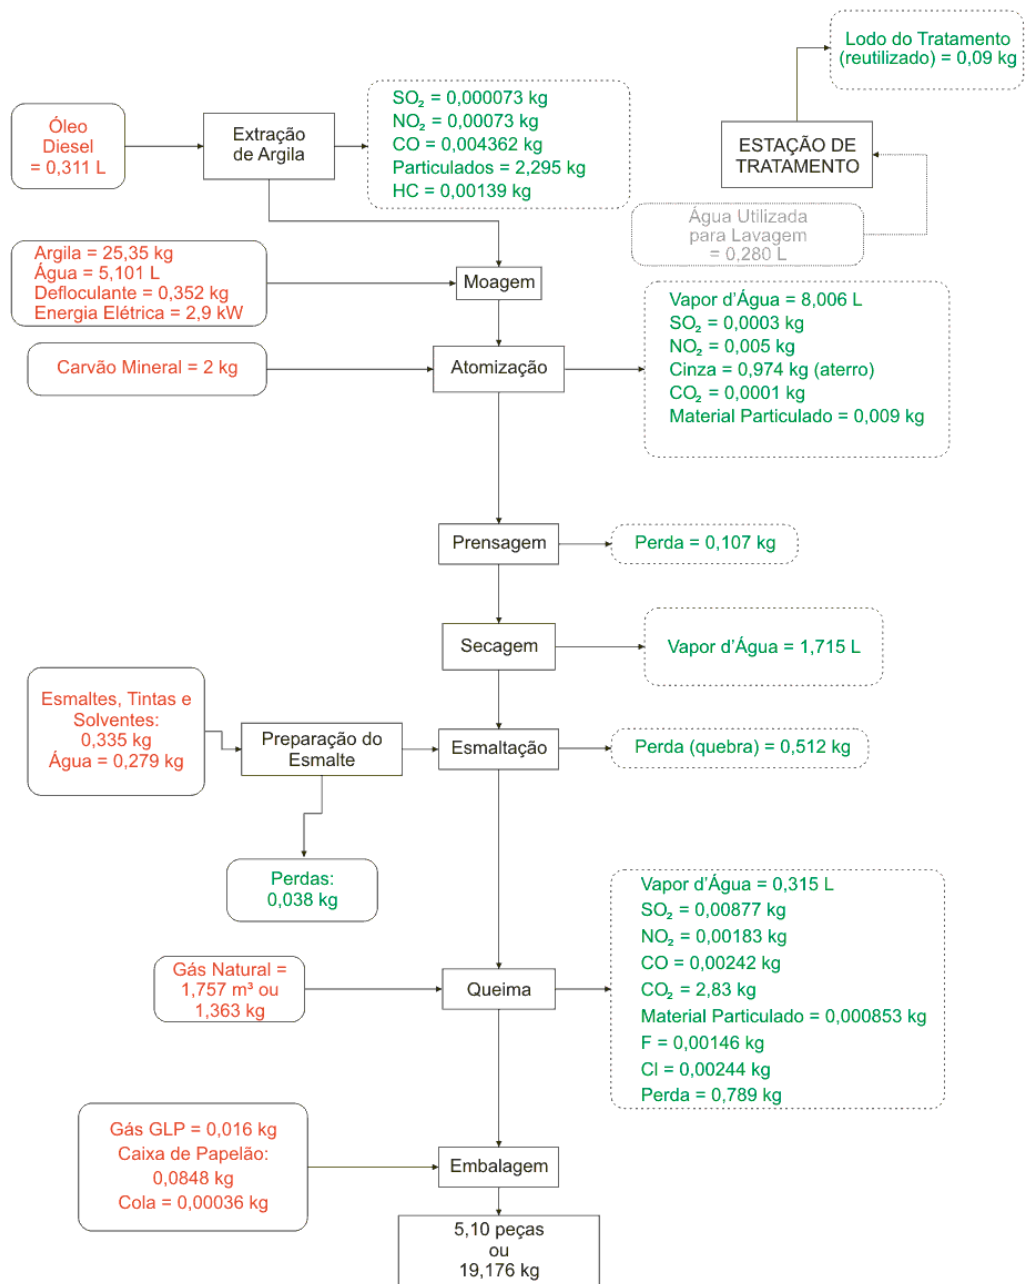 Lodo do Tratamento
(reutilizado) = 0,09 kg
Óleo
Diesel
= 0,311 L
Extração
de Argila
SO₂ = 0,000073 kg
NO₂ = 0,00073 kg
CO = 0,004362 kg
Particulados = 2,295 kg
HC = 0,00139 kg
ESTAÇÃO DE
TRATAMENTO
Água Utilizada
para Lavagem
= 0,280 L
Argila = 25,35 kg
Água = 5,101 L
Defloculante = 0,352 kg
Energia Elétrica = 2,9 kW
Moagem
Carvão Mineral = 2 kg
Atomização
Vapor d'Água = 8,006 L
SO₂ = 0,0003 kg
NO₂ = 0,005 kg
Cinza = 0,974 kg (aterro)
CO₂ = 0,0001 kg
Material Particulado = 0,009 kg
Prensagem
Perda = 0,107 kg
Secagem
Vapor d'Água = 1,715 L
Esmaltes, Tintas e
Solventes:
0,335 kg
Água = 0,279 kg
Preparação do
Esmalte
Esmaltação
Perda (quebra) = 0,512 kg
Perdas:
0,038 kg
Gás Natural =
1,757 m³ ou
1,363 kg
Queima
Vapor d'Água = 0,315 L
SO₂ = 0,00877 kg
NO₂ = 0,00183 kg
CO = 0,00242 kg
CO₂ = 2,83 kg
Material Particulado = 0,000853 kg
F = 0,00146 kg
Cl = 0,00244 kg
Perda = 0,789 kg
Gás GLP = 0,016 kg
Caixa de Papelão:
0,0848 kg
Cola = 0,00036 kg
Embalagem
5,10 peças
ou
19,176 kg